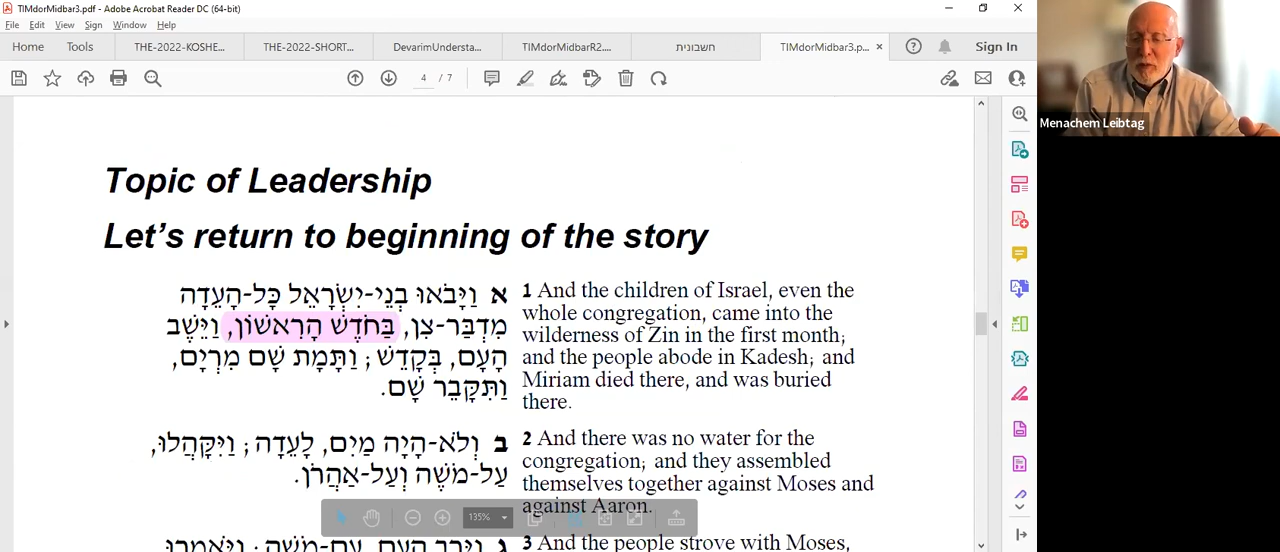 TIMdorMidbar3.pdf - Adobe Acrobat Reader DC (64-bit)
File Edit View Sign Window Help
Home Tools THE-2022-KOSHE... THE-2022-SHORT... DevarimUndersta... TIMdorMidbarR2.... חשבונית TIMdorMidbar3.p... × Sign In
4 / 7
Menachem Leibtag
Topic of Leadership
Let's return to beginning of the story
א וַיָּבֹאוּ בְנֵי-יִשְׂרָאֵל כָּל-הָעֵדָה
מִדְבַּר-צִן, בַּחֹדֶשׁ הָרִאשׁוֹן, וַיֵּשֶׁב
הָעָם, בְּקָדֵשׁ; וַתָּמָת שָׁם מִרְיָם,
וַתִּקָּבֵר שָׁם.
1 And the children of Israel, even the
whole congregation, came into the
wilderness of Zin in the first month;
and the people abode in Kadesh; and
Miriam died there, and was buried
there.
ב וְלֹא-הָיָה מַיִם, לָעֵדָה; וַיִּקָּהֲלוּ,
עַל-מֹשֶׁה וְעַל-אַהֲרֹן.
2 And there was no water for the
congregation; and they assembled
themselves together against Moses and
against Aaron.
135%
ג וַיָּרֶב הָעָם, עִם-מֹשֶׁה; וַיֹּאמְרוּ
3 And the people strove with Moses,